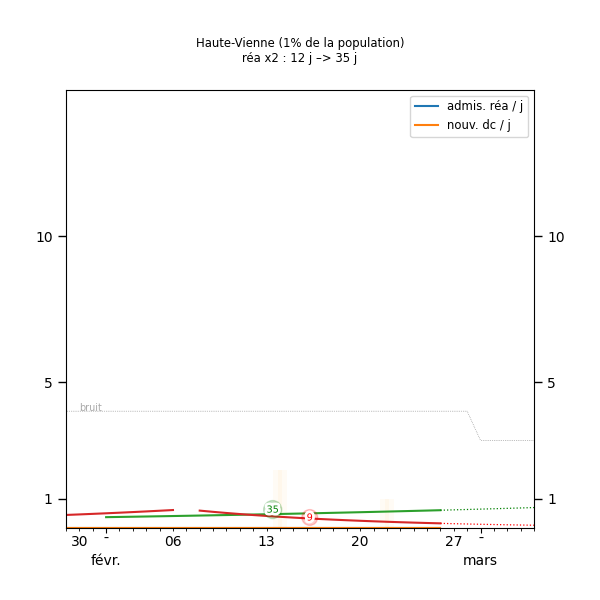 Haute-Vienne (1% de la population)
réa x2 : 12 j –> 35 j
admis. réa / j
nouv. dc / j
10
10
5
5
bruit
1
1
35
9
30
-
06
13
20
27
-
févr.
mars